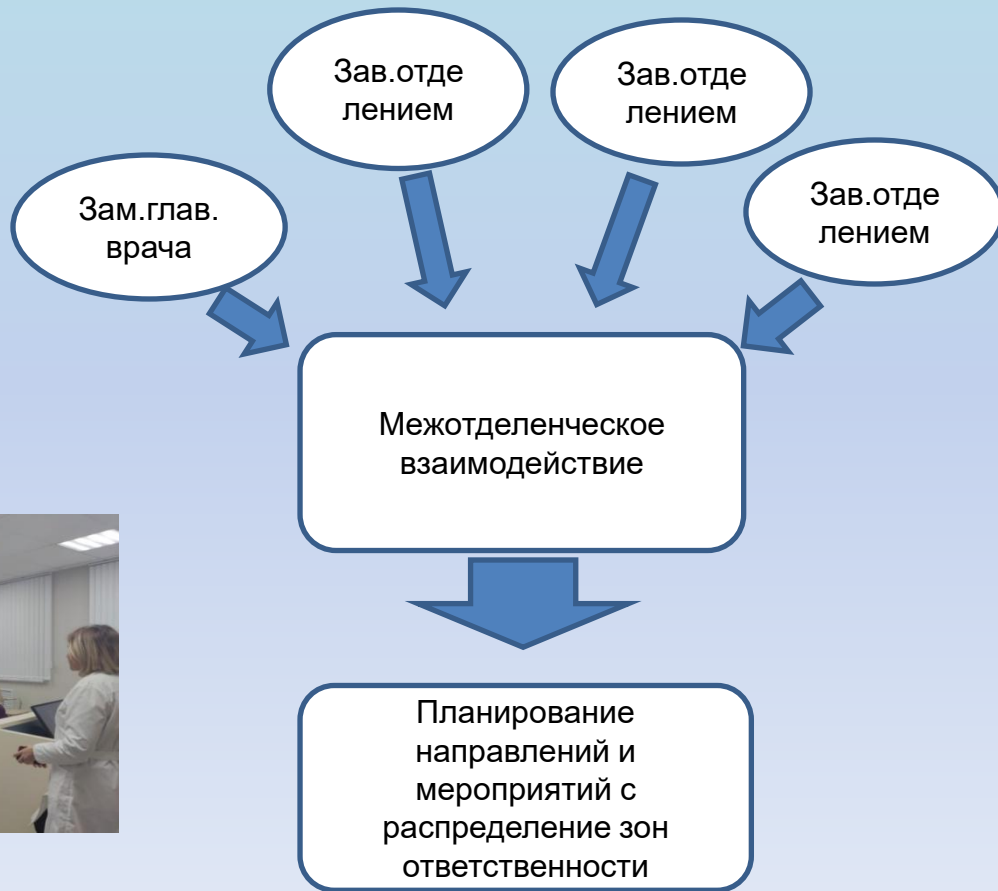 Зав.отде
лением
Зав.отде
лением
Зам.глав.
врача
Зав.отде
лением
Межотделенческое
взаимодействие
Планирование
направлений и
мероприятий с
распределение зон
ответственности